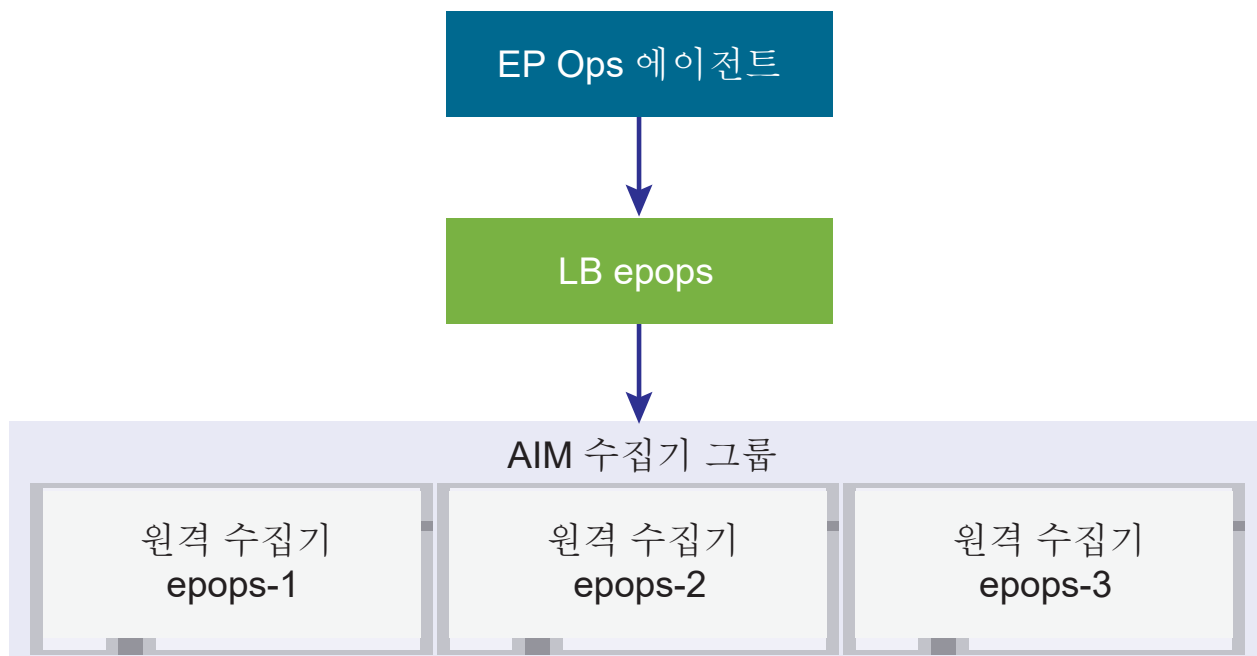 EP Ops 에이전트
LB epops
AIM 수집기 그룹
원격 수집기
epops-1
원격 수집기
epops-2
원격 수집기
epops-3